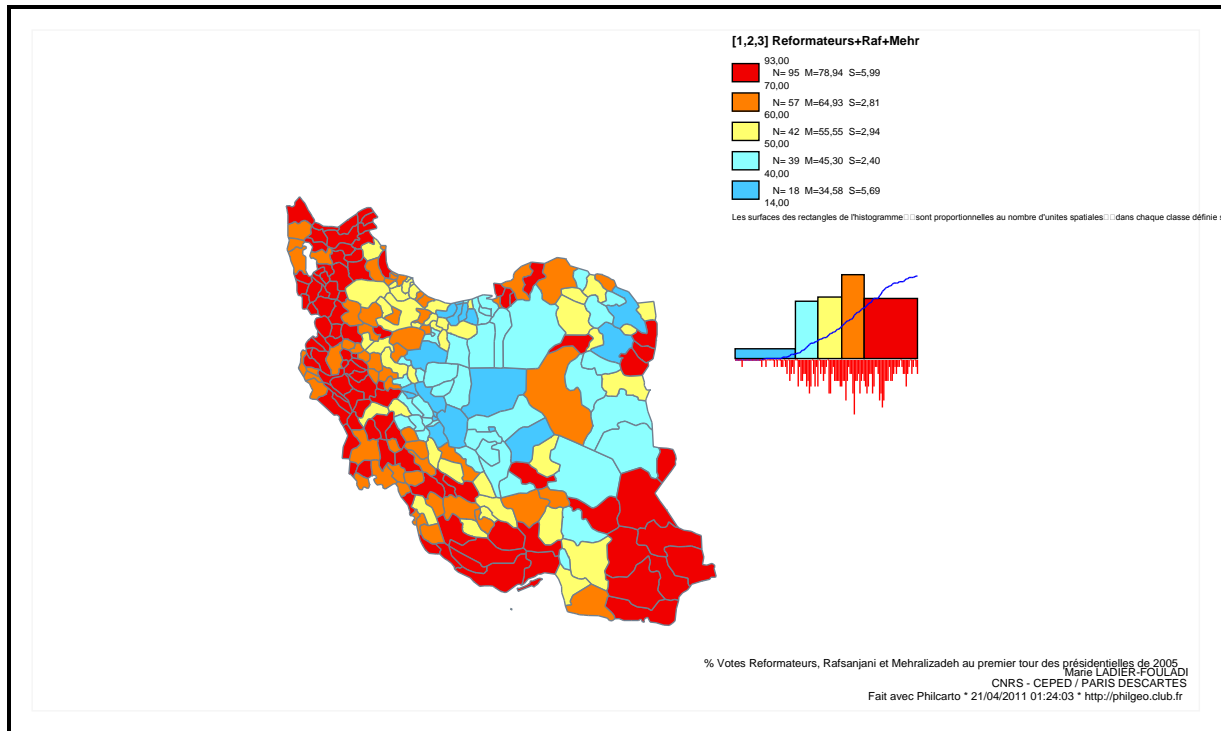 [1,2,3] Reformateurs+Raf+Mehr
93,00
N= 95 M=78,94 S=5,99
70,00
N= 57 M=64,93 S=2,81
60,00
N= 42 M=55,55 S=2,94
50,00
N= 39 M=45,30 S=2,40
40,00
N= 18 M=34,58 S=5,69
14,00
Les surfaces des rectangles de l'histogramme□□sont proportionnelles au nombre d'unites spatiales□□dans chaque classe définie s
% Votes Reformateurs, Rafsanjani et Mehralizadeh au premier tour des présidentielles de 2005
Marie LADIER-FOULADI
CNRS - CEPED / PARIS DESCARTES
Fait avec Philcarto * 21/04/2011 01:24:03 * http://philgeo.club.fr